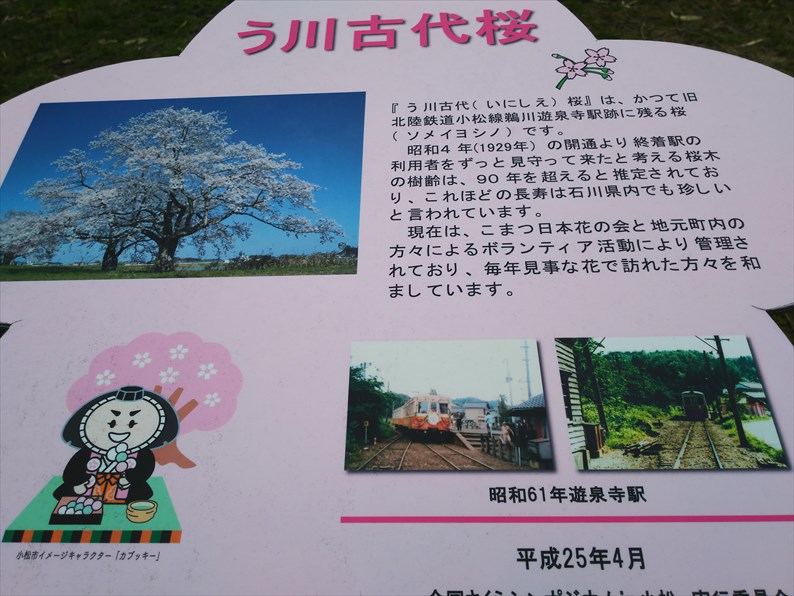 う川古代桜
『う川古代(いにしえ)桜』は、かつて旧
北陸鉄道小松線鵜川遊泉寺駅跡に残る桜
(ソメイヨシノ)です。
昭和4年(1929年)の開通より終着駅の
利用者をずっと見守って来たと考える桜木
の樹齢は、90年を超えると推定されてお
り、これほどの長寿は石川県内でも珍しい
と言われています。
現在は、こまつ日本花の会と地元町内の
方々によるボランティア活動により管理さ
れており、毎年見事な花で訪れた方々を和
ましています。
昭和61年遊泉寺駅
小松市イメージキャラクター「カブッキー」
平成25年4月